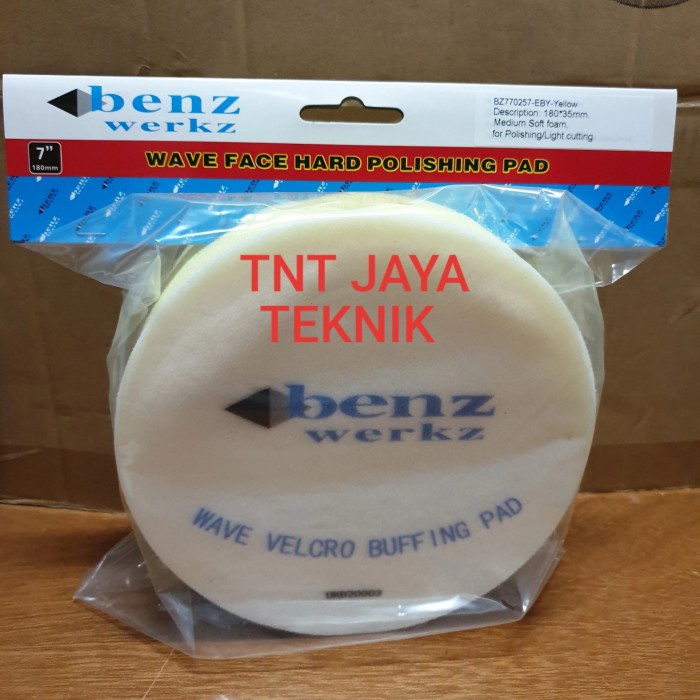 benz
werkz
BZ770257-EBY-Yellow
Description: 180*35mm.
Medium Soft foam,
for Polishing/Light cutting.
7"
180mm
WAVE FACE HARD POLISHING PAD
TNT JAYA
TEKNIK
benz
werkz
WAVE VELCRO BUFFING PAD